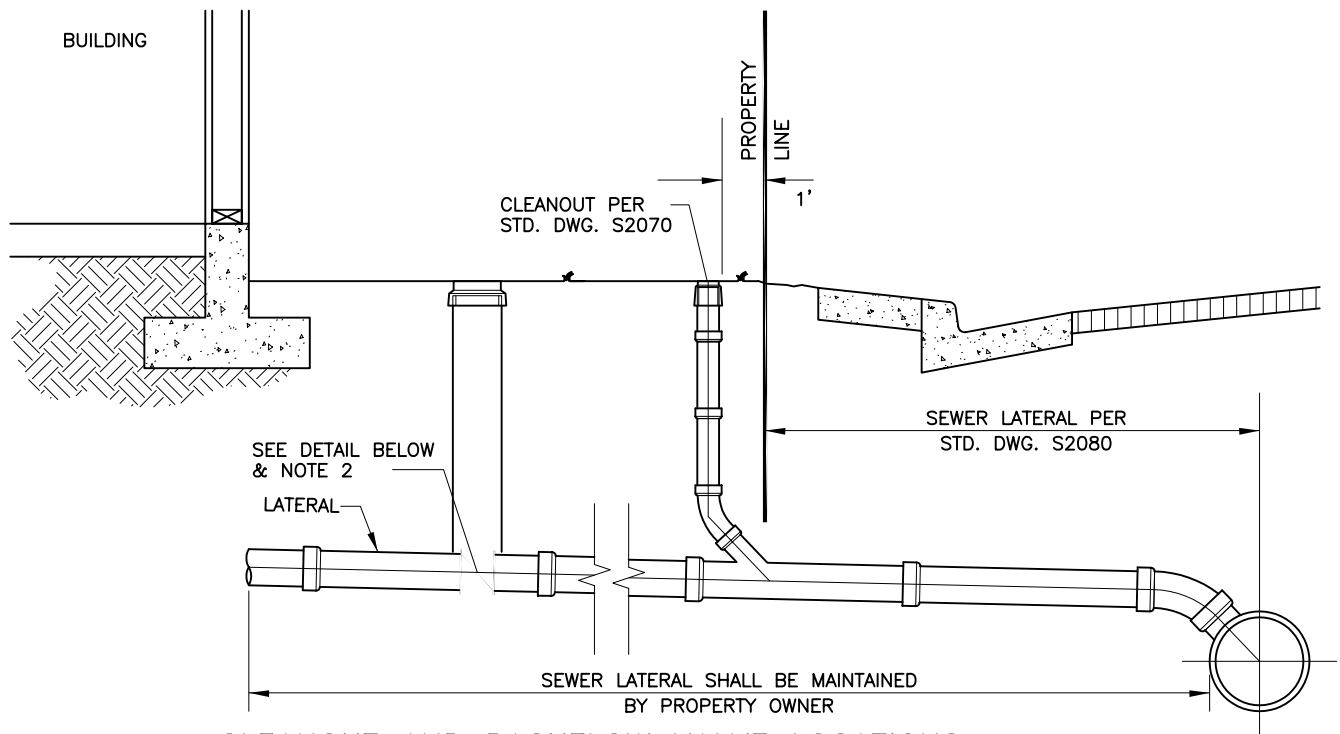 BUILDING
PROPERTY
LINE
1'
CLEANOUT PER
STD. DWG. S2070
SEWER LATERAL PER
STD. DWG. S2080
SEE DETAIL BELOW
& NOTE 2
LATERAL
SEWER LATERAL SHALL BE MAINTAINED
BY PROPERTY OWNER